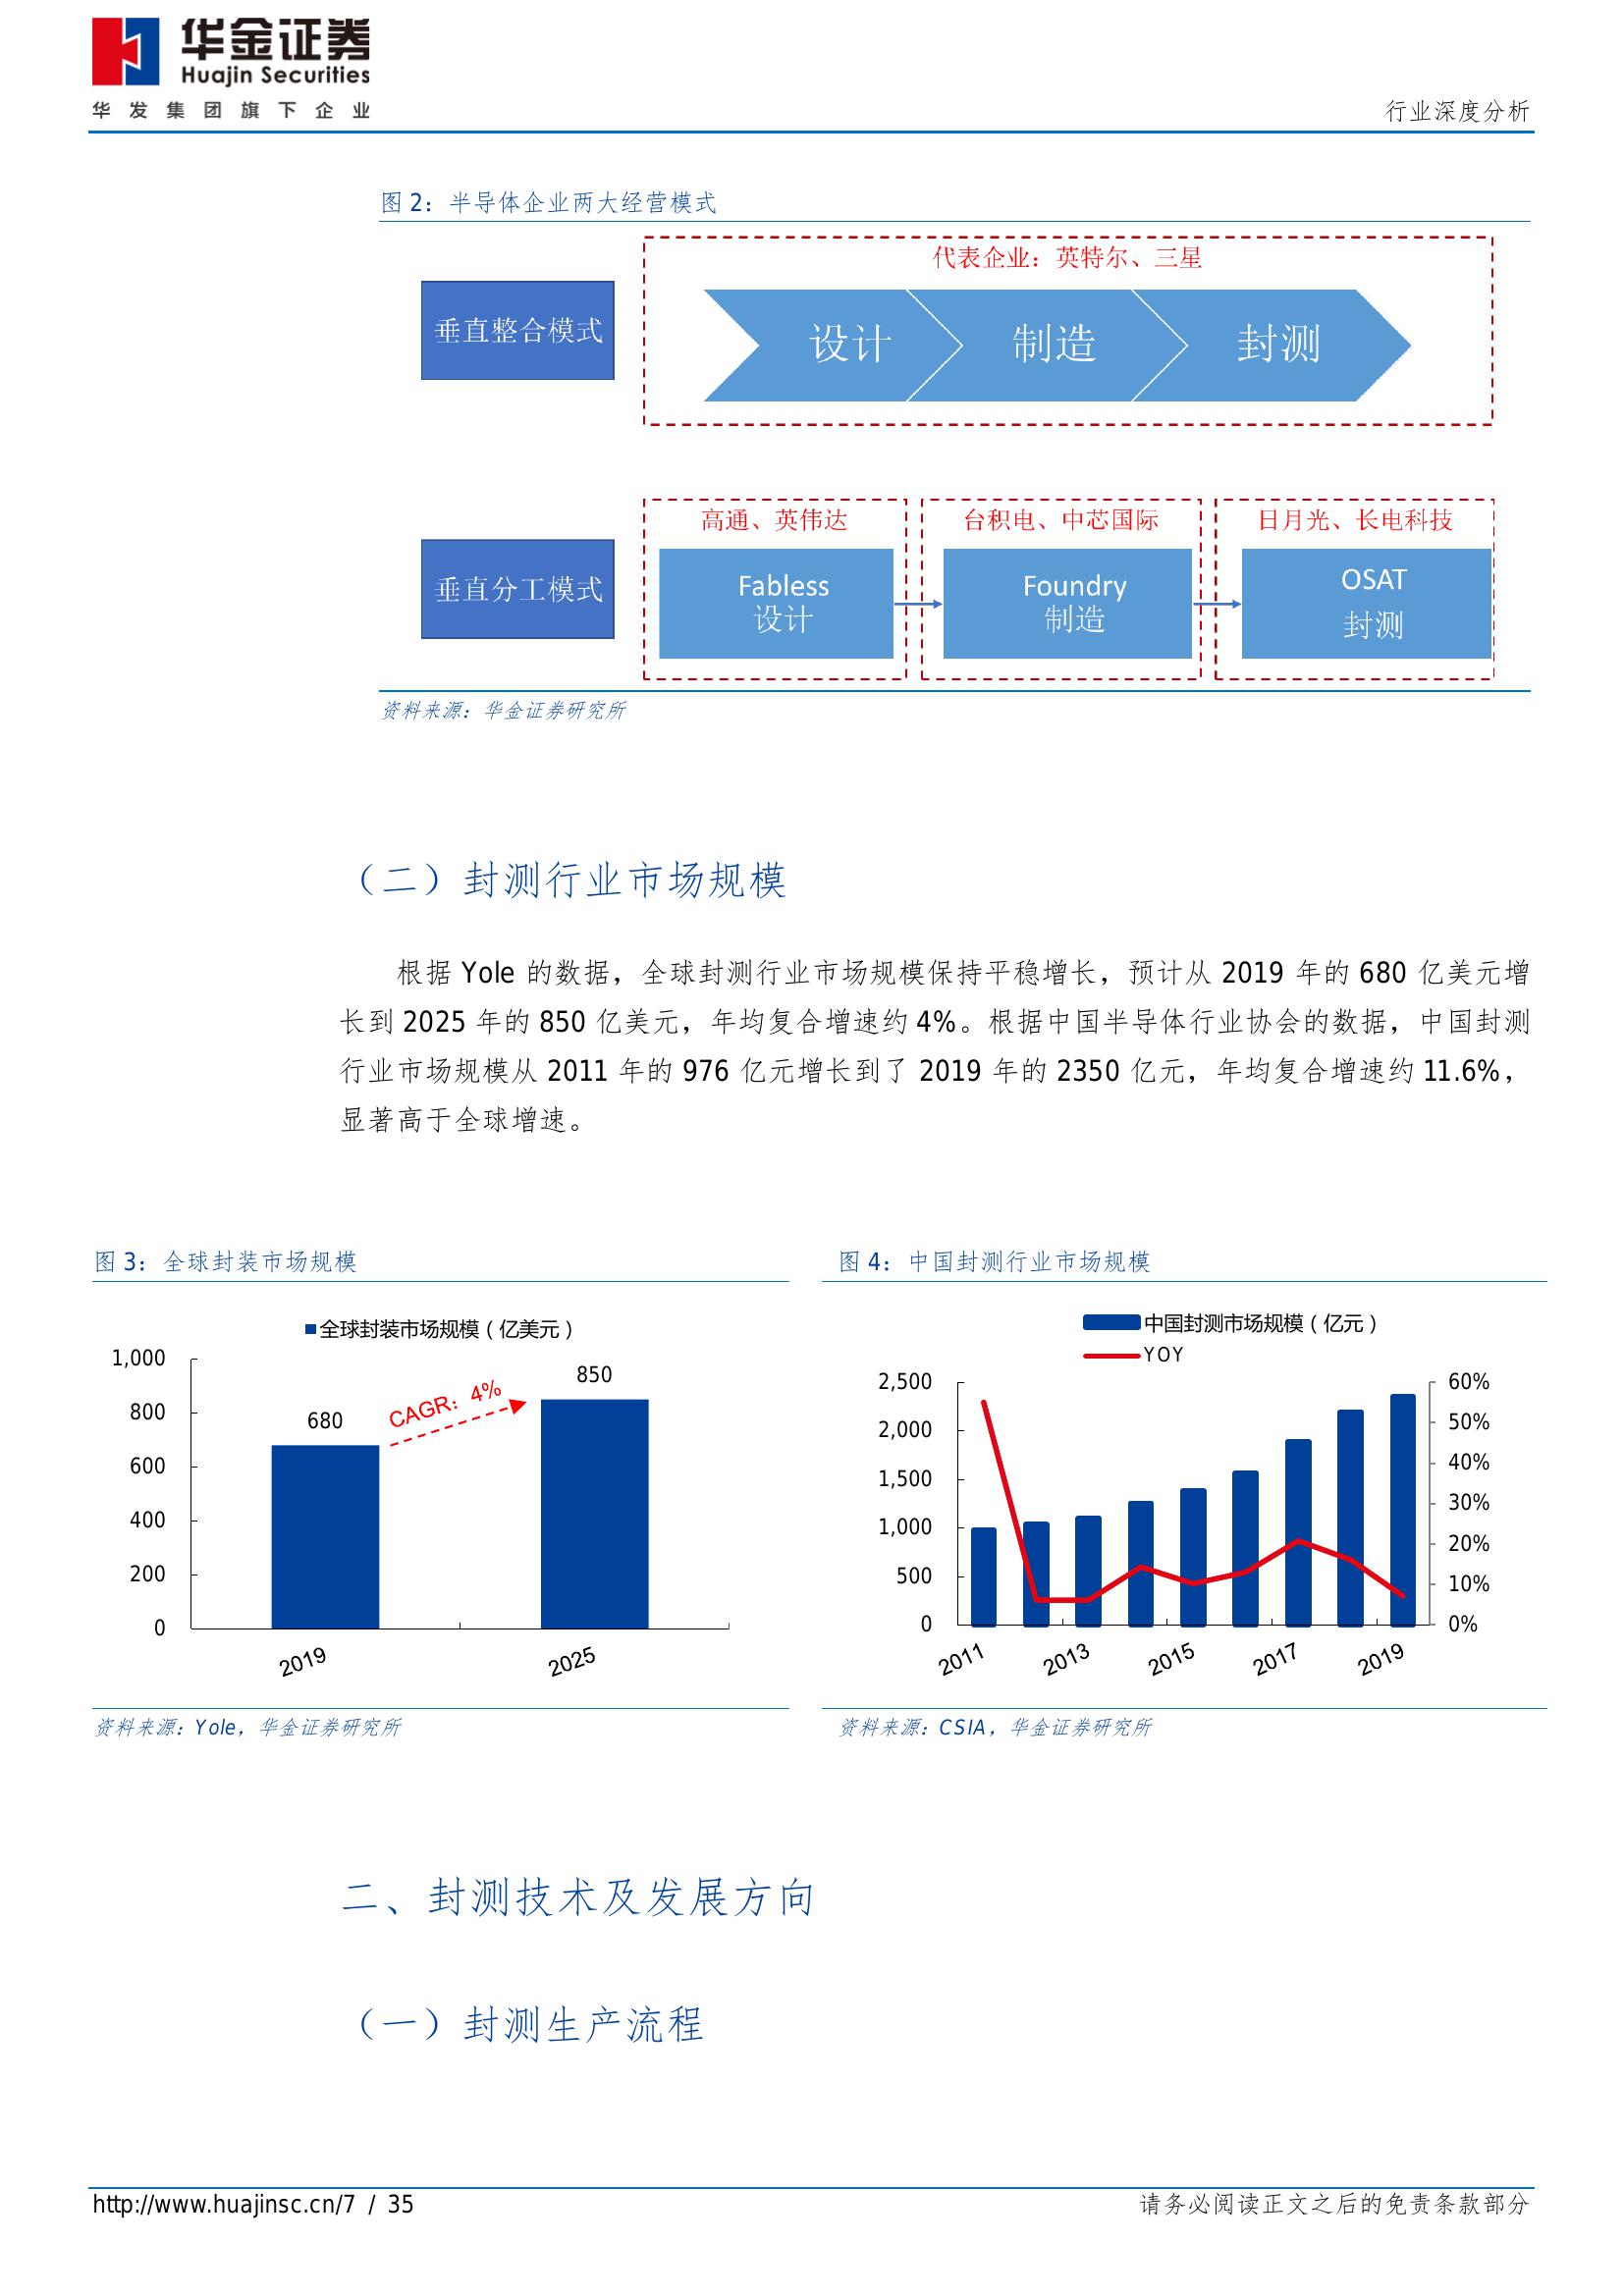 华金证券
Huajin Securities
华发集团旗下企业
行业深度分析
图 2：半导体企业两大经营模式
代表企业：英特尔、三星
垂直整合模式
设计
制造
封测
高通、英伟达
台积电、中芯国际
日月光、长电科技
垂直分工模式
Fabless
设计
Foundry
制造
OSAT
封测
资料来源：华金证券研究所
（二）封测行业市场规模
根据 Yole 的数据，全球封测行业市场规模保持平稳增长，预计从 2019 年的 680 亿美元增
长到 2025 年的 850 亿美元，年均复合增速约 4%。根据中国半导体行业协会的数据，中国封测
行业市场规模从 2011 年的 976 亿元增长到了 2019 年的 2350 亿元，年均复合增速约 11.6%，
显著高于全球增速。
图 3：全球封装市场规模
全球封装市场规模（亿美元）
1,000
800
600
400
200
0
680
CAGR：4%
850
2019
2025
资料来源：Yole，华金证券研究所
图 4：中国封测行业市场规模
中国封测市场规模（亿元）
YOY
2,500
2,000
1,500
1,000
500
0
60%
50%
40%
30%
20%
10%
0%
2011
2013
2015
2017
2019
资料来源：CSIA，华金证券研究所
二、封测技术及发展方向
（一）封测生产流程
http://www.huajinsc.cn/7 / 35
请务必阅读正文之后的免责条款部分